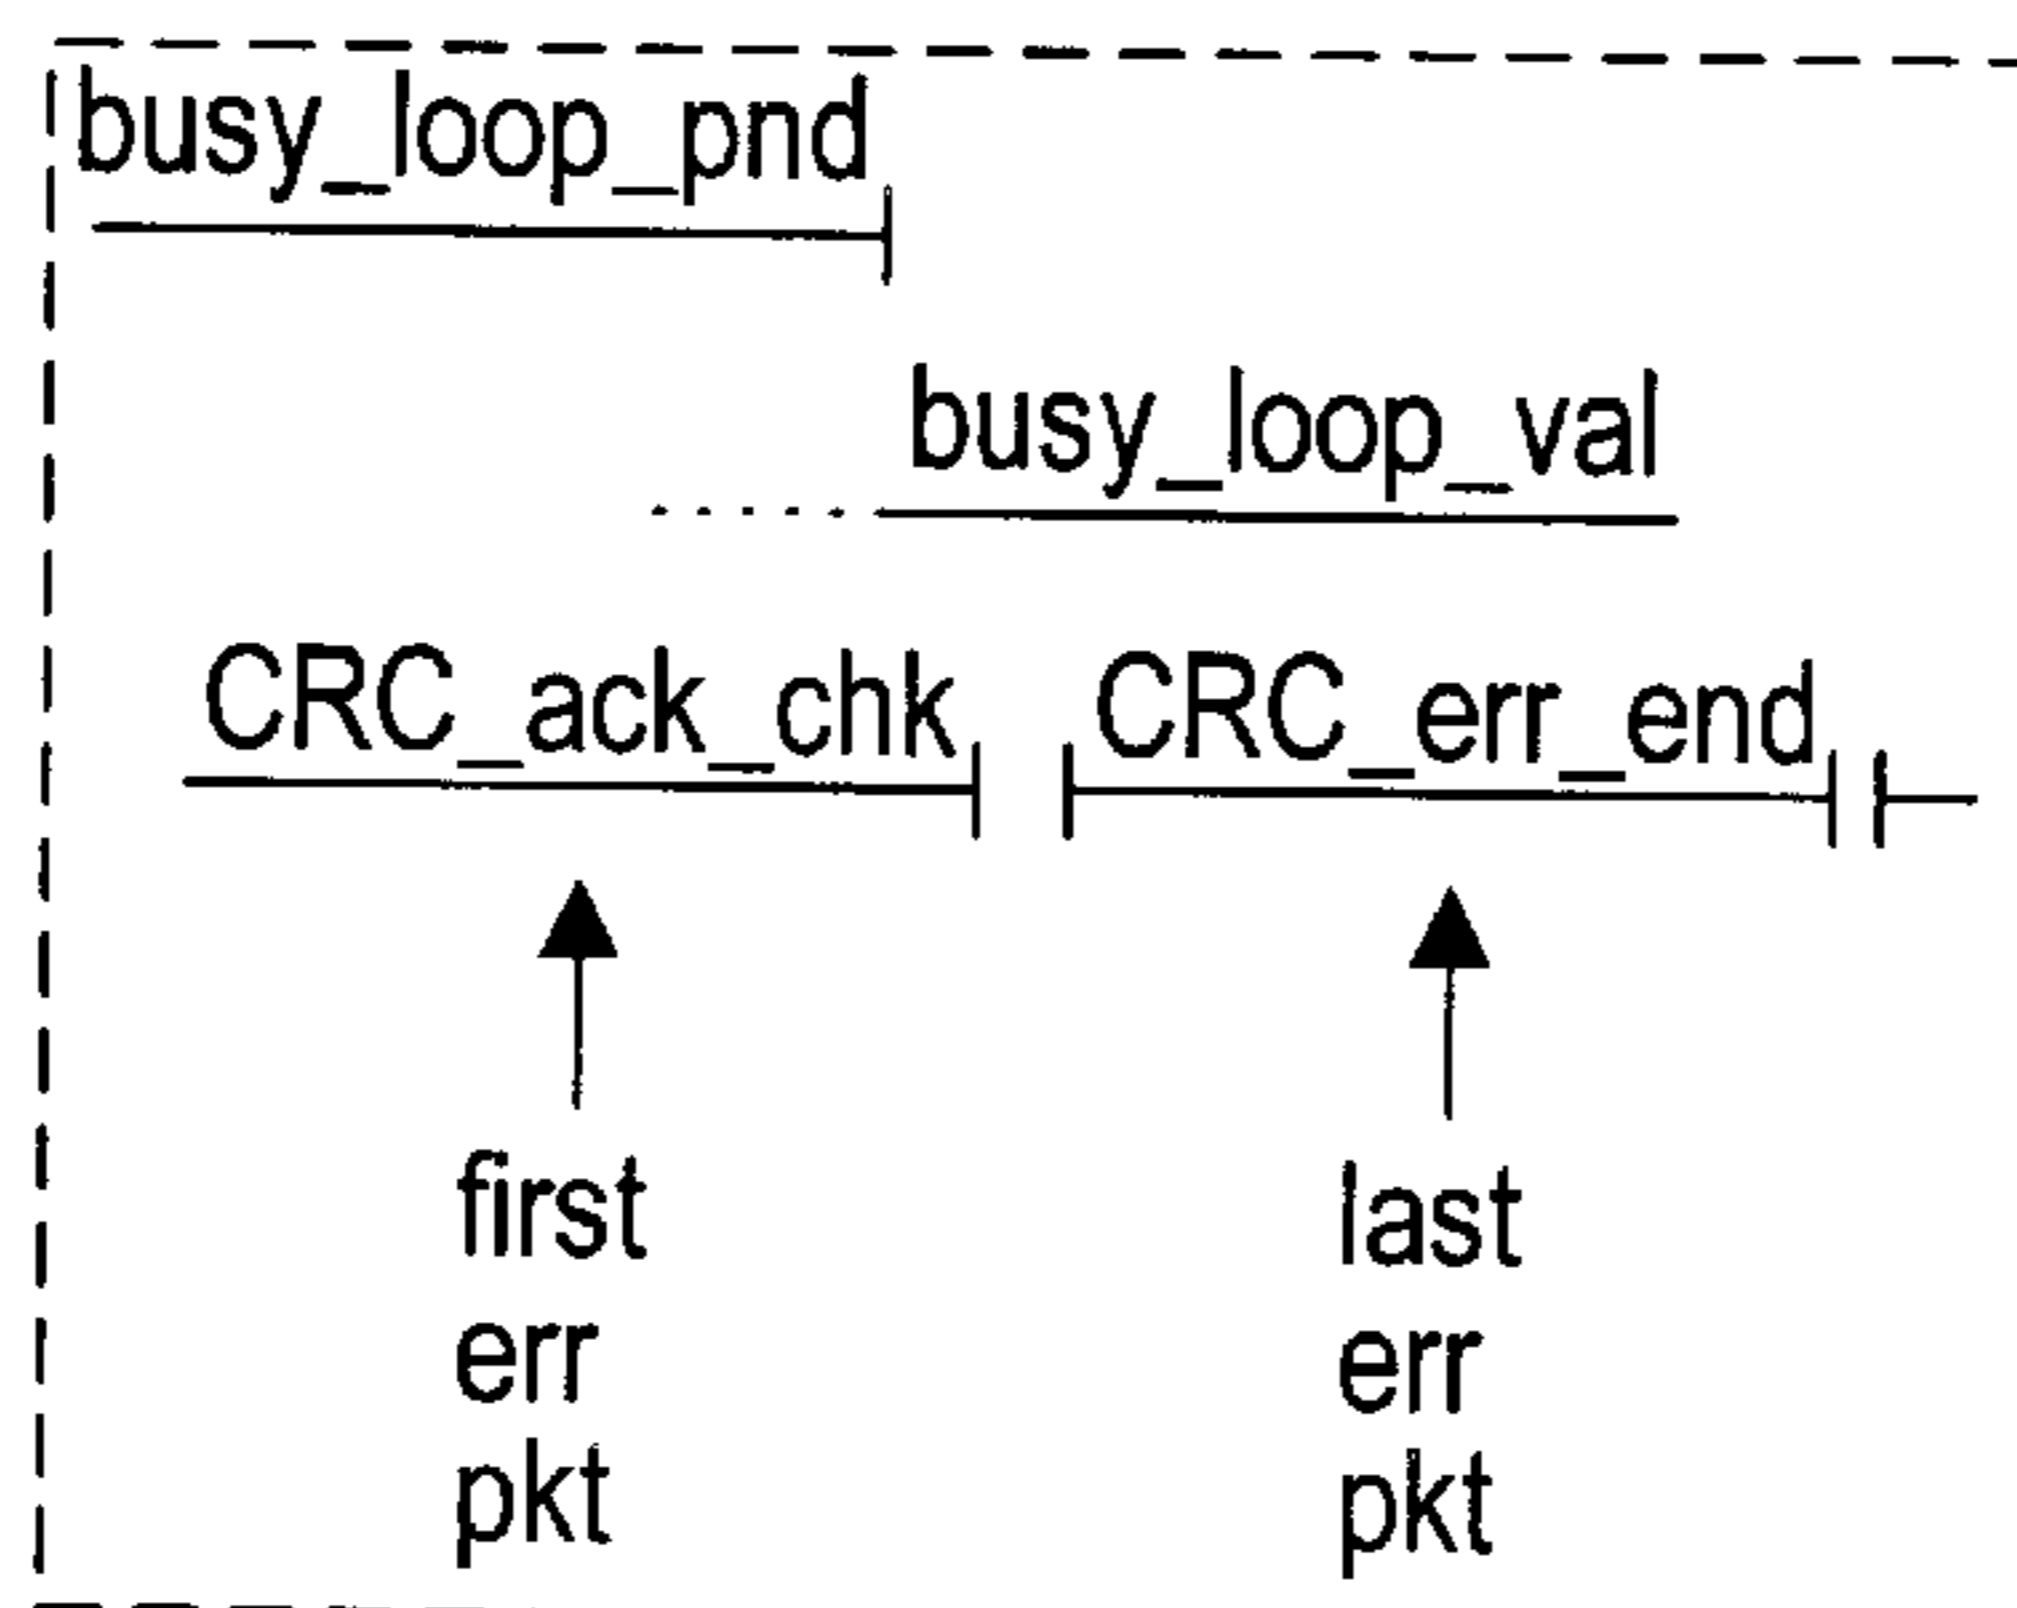 busy_loop_pnd
busy_loop_val
CRC_ack_chk CRC_err_end
first last
err err
pkt pkt